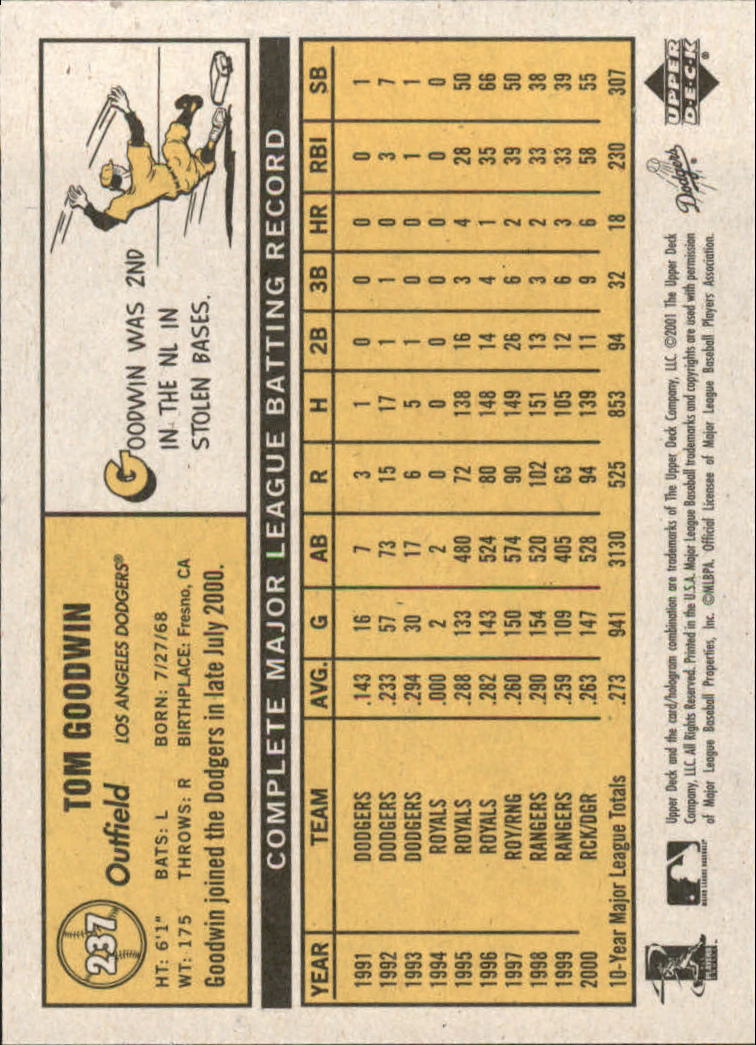 237
TOM GOODWIN
Outfield LOS ANGELES DODGERS®
HT: 6'1" BATS: L BORN: 7/27/68
WT: 175 THROWS: R BIRTHPLACE: Fresno, CA
Goodwin joined the Dodgers in late July 2000.
GOODWIN WAS 2ND
IN THE NL IN
STOLEN BASES.
COMPLETE MAJOR LEAGUE BATTING RECORD
YEAR TEAM AVG. G AB R H 2B 3B HR RBI SB
1991 DODGERS .143 16 7 3 1 0 0 0 0 1
1992 DODGERS .233 57 73 15 17 1 1 0 3 7
1993 DODGERS .294 30 17 6 5 1 0 0 1 1
1994 ROYALS .000 2 2 0 0 0 0 0 0 0
1995 ROYALS .288 133 480 72 138 16 3 4 28 50
1996 ROYALS .282 143 524 80 148 14 4 1 35 66
1997 ROY/RNG .260 150 574 90 149 26 6 2 39 50
1998 RANGERS .290 154 520 102 151 13 3 2 33 38
1999 RANGERS .259 109 405 63 105 12 6 3 33 39
2000 RCK/DGR .263 147 528 94 139 11 9 6 58 55
10-Year Major League Totals .273 941 3130 525 853 94 32 18 230 307
Upper Deck and the card/hologram combination are trademarks of The Upper Deck Company, LLC ©2001 The Upper Deck
Company, LLC. All Rights Reserved. Printed in the U.S.A. Major League Baseball trademarks and copyrights are used with permission
of Major League Baseball Properties, Inc. ©MLBPA. Official Licensee of Major League Baseball Players Association.
MAJOR LEAGUE BASEBALL
PLAYERS
Dodgers®
UPPER
DECK®